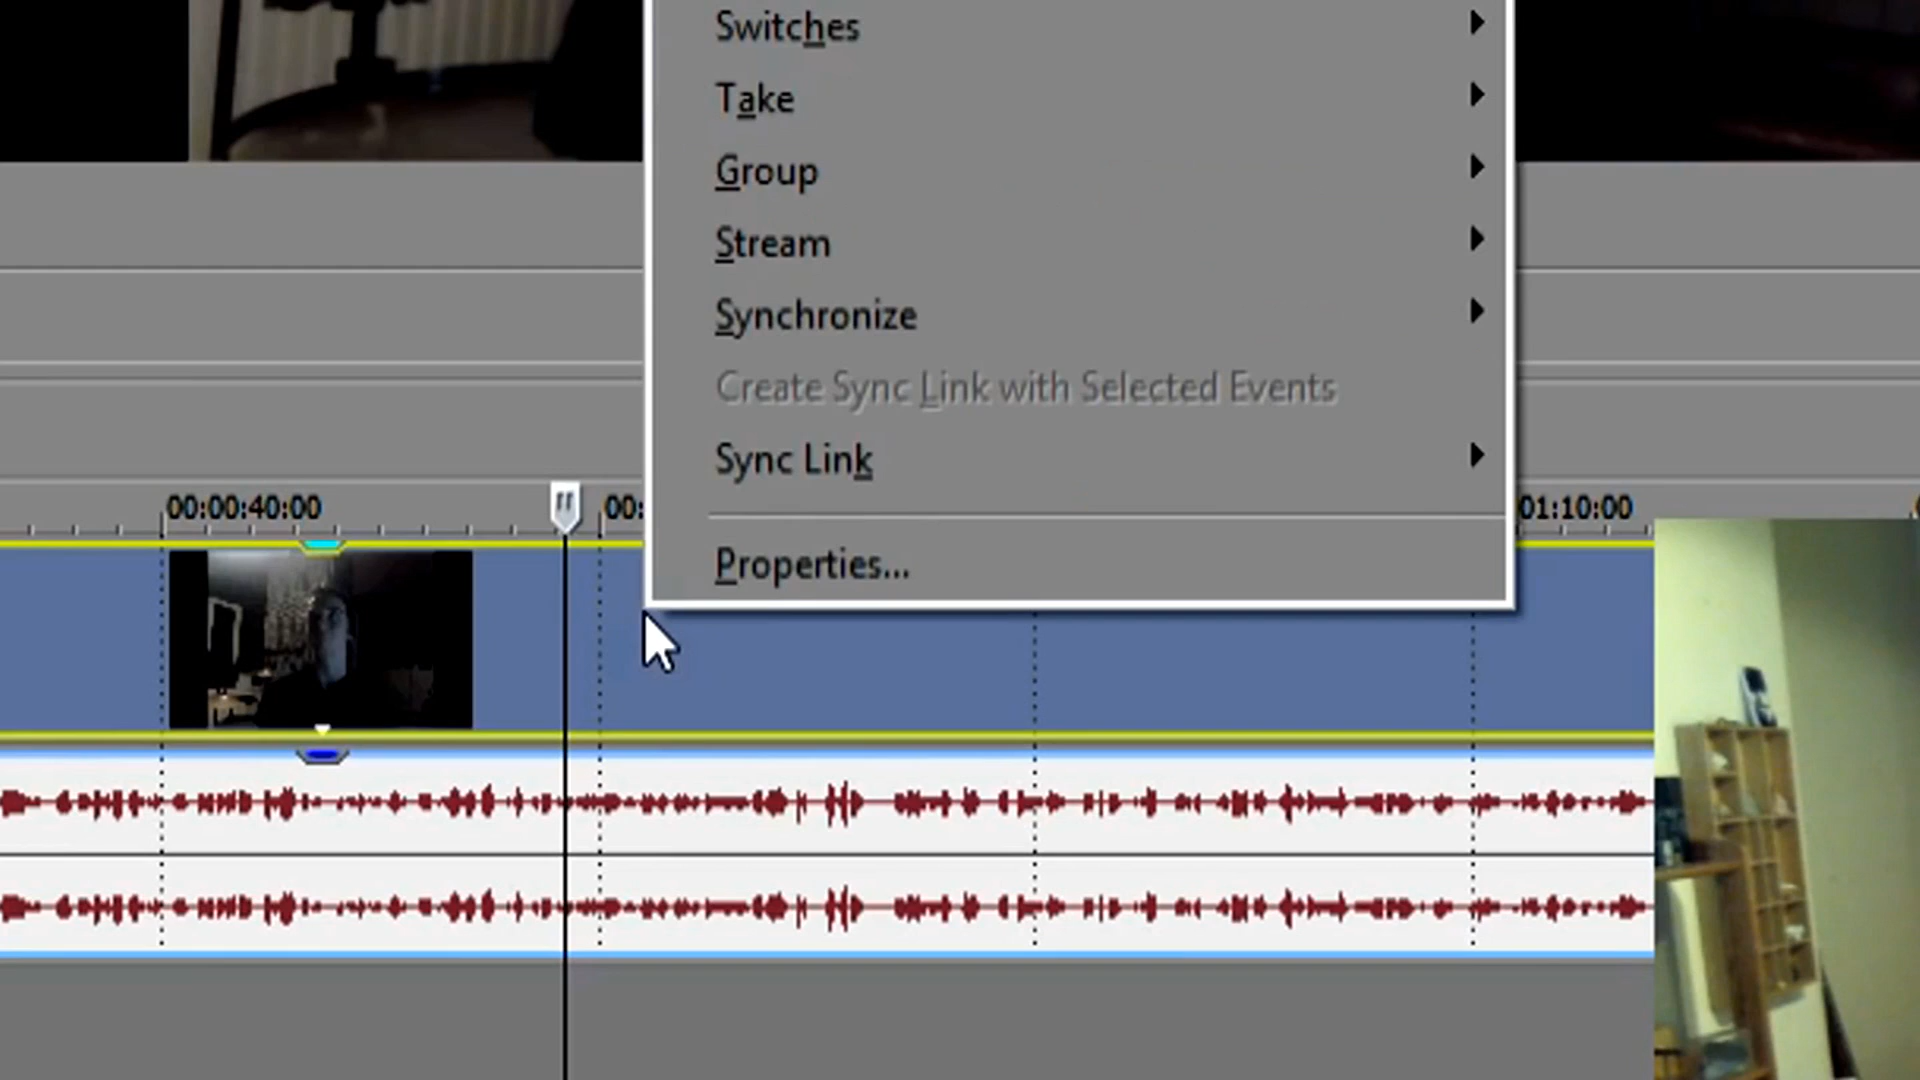 Switches
Take
Group
Stream
Synchronize
Create Sync Link with Selected Events
Sync Link
00:00:40:00
00:
01:10:00
Properties...